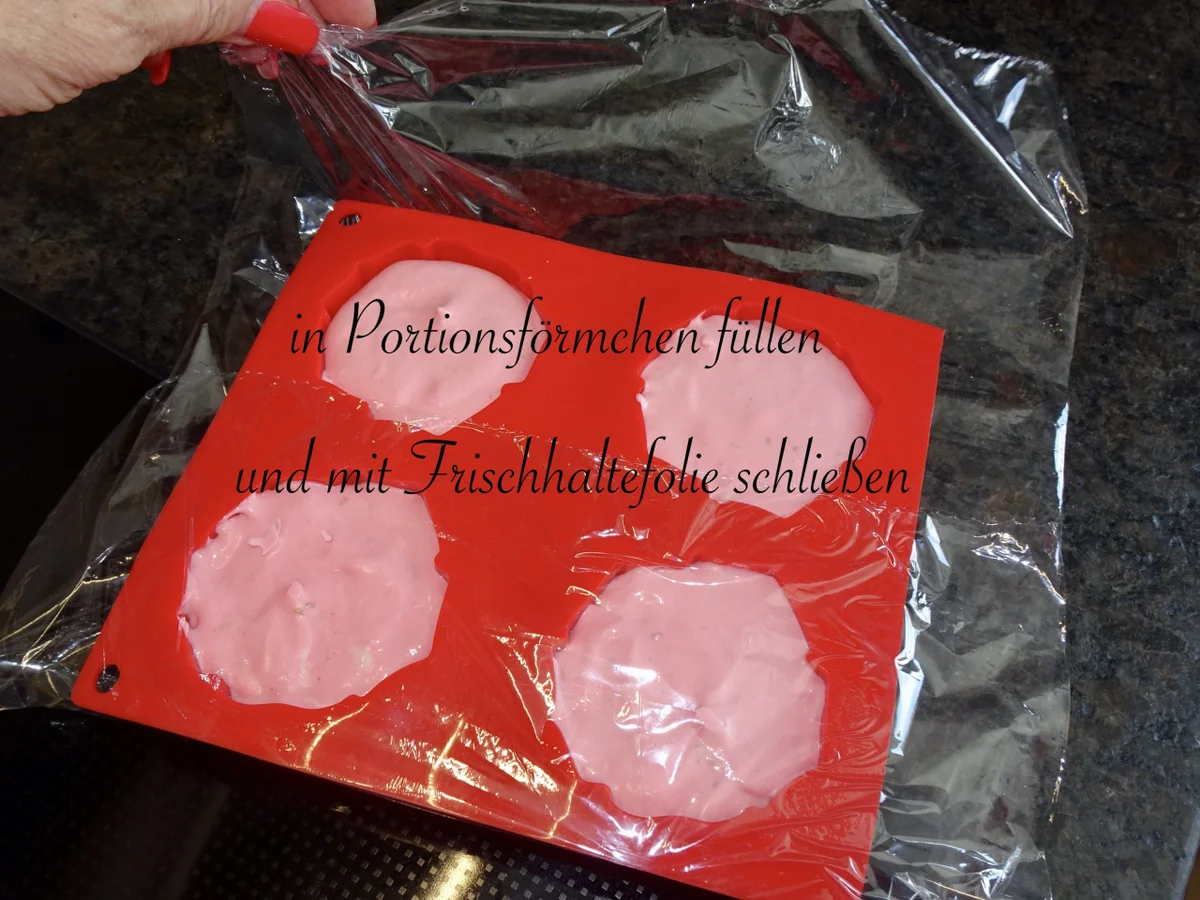 in Portionsförmchen füllen
und mit Frischhaltefolie schließen